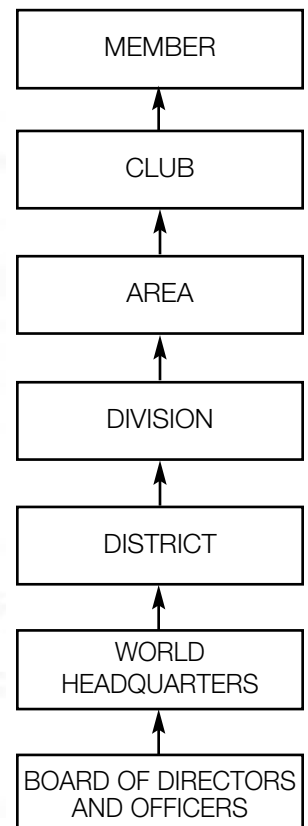 MEMBER
CLUB
AREA
DIVISION
DISTRICT
WORLD
HEADQUARTERS
BOARD OF DIRECTORS
AND OFFICERS